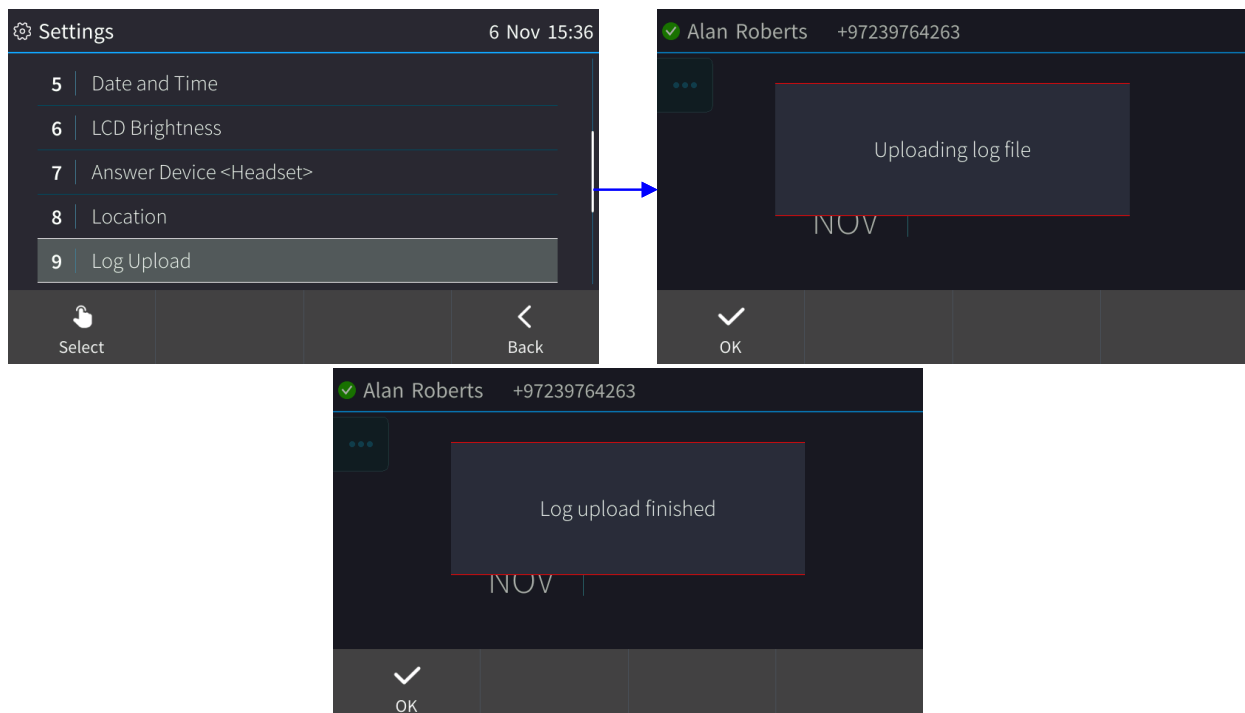 Settings 6 Nov 15:36
5 Date and Time
6 LCD Brightness
7 Answer Device <Headset>
8 Location
9 Log Upload
Select Back
Alan Roberts +97239764263
Uploading log file
NOV
OK
Alan Roberts +97239764263
Log upload finished
NOV
OK